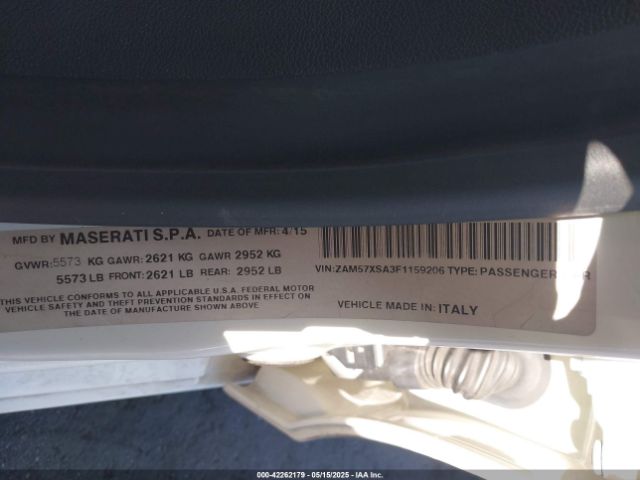 MFD BY MASERATI S.P.A. DATE OF MFR: 4/15
GVWR: 5573 KG GAWR: 2621 KG GAWR 2952 KG
5573 LB FRONT: 2621 LB REAR: 2952 LB
THIS VEHICLE CONFORMS TO ALL APPLICABLE U.S.A. FEDERAL MOTOR
VEHICLE SAFETY AND THEFT PREVENTION STANDARDS IN EFFECT ON
THE DATE OF MANUFACTURE SHOWN ABOVE
VIN: ZAM57XSA3F1159206 TYPE: PASSENGER
VEHICLE MADE IN: ITALY
000-42262179 - 05/15/2025 - IAA Inc.